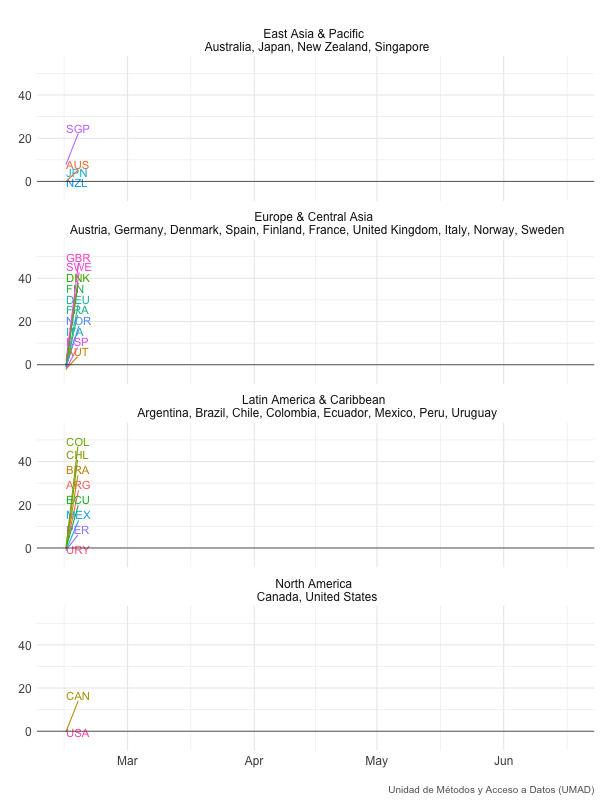 East Asia & Pacific
Australia, Japan, New Zealand, Singapore
40
20
0
SGP
AUS
JPN
NZL
Europe & Central Asia
Austria, Germany, Denmark, Spain, Finland, France, United Kingdom, Italy, Norway, Sweden
40
20
0
GBR
SWE
DNK
FIN
DEU
FRA
NOR
ITA
ESP
AUT
Latin America & Caribbean
Argentina, Brazil, Chile, Colombia, Ecuador, Mexico, Peru, Uruguay
40
20
0
COL
CHL
BRA
ARG
ECU
MEX
PER
URY
North America
Canada, United States
40
20
0
CAN
USA
Mar Apr May Jun
Unidad de Métodos y Acceso a Datos (UMAD)